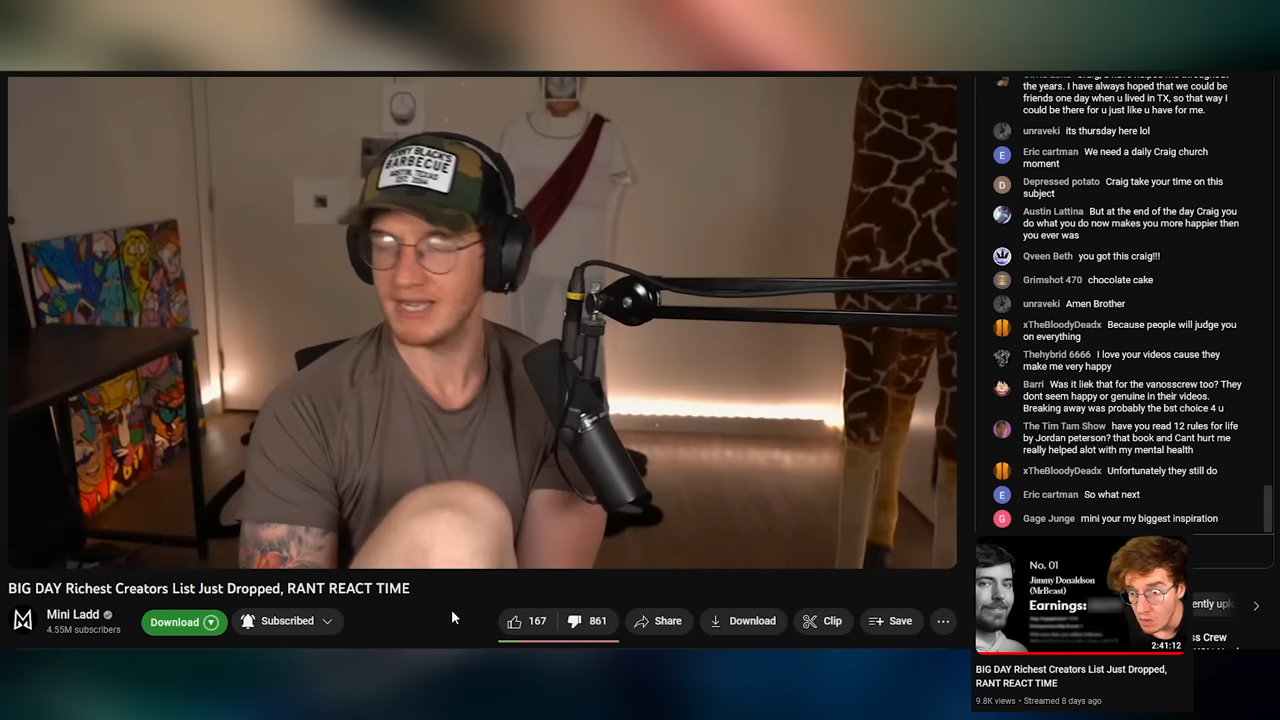 TERRY BLACK'S
BARBECUE
AUSTIN, TEXAS
the years. I have always hoped that we could be
friends one day when u lived in TX, so that way I
could be there for u just like u have for me.
unraveki its thursday here lol
E Eric cartman We need a daily Craig church
moment
D Depressed potato Craig take your time on this
subject
Austin Lattina But at the end of the day Craig you
do what you do now makes you more happier then
you ever was
Qveen Beth you got this craig!!!
Grimshot 470 chocolate cake
unraveki Amen Brother
xTheBloodyDeadx Because people will judge you
on everything
Thehybrid 6666 I love your videos cause they
make me very happy
Barri Was it liek that for the vanosscrew too? They
dont seem happy or genuine in their videos.
Breaking away was probably the bst choice 4 u
The Tim Tam Show have you read 12 rules for life
by Jordan peterson? that book and Cant hurt me
really helped alot with my mental health
xTheBloodyDeadx Unfortunately they still do
E Eric cartman So what next
G Gage Junge mini your my biggest inspiration
BIG DAY Richest Creators List Just Dropped, RANT REACT TIME
Mini Ladd
4.55M subscribers
Download
Subscribed
167
861
Share
Download
Clip
Save
No. 01
Jimmy Donaldson
(MrBeast)
Earnings:
2:41:12
ently uplo
ss Crew
BIG DAY Richest Creators List Just Dropped,
RANT REACT TIME
9.8K views • Streamed 8 days ago